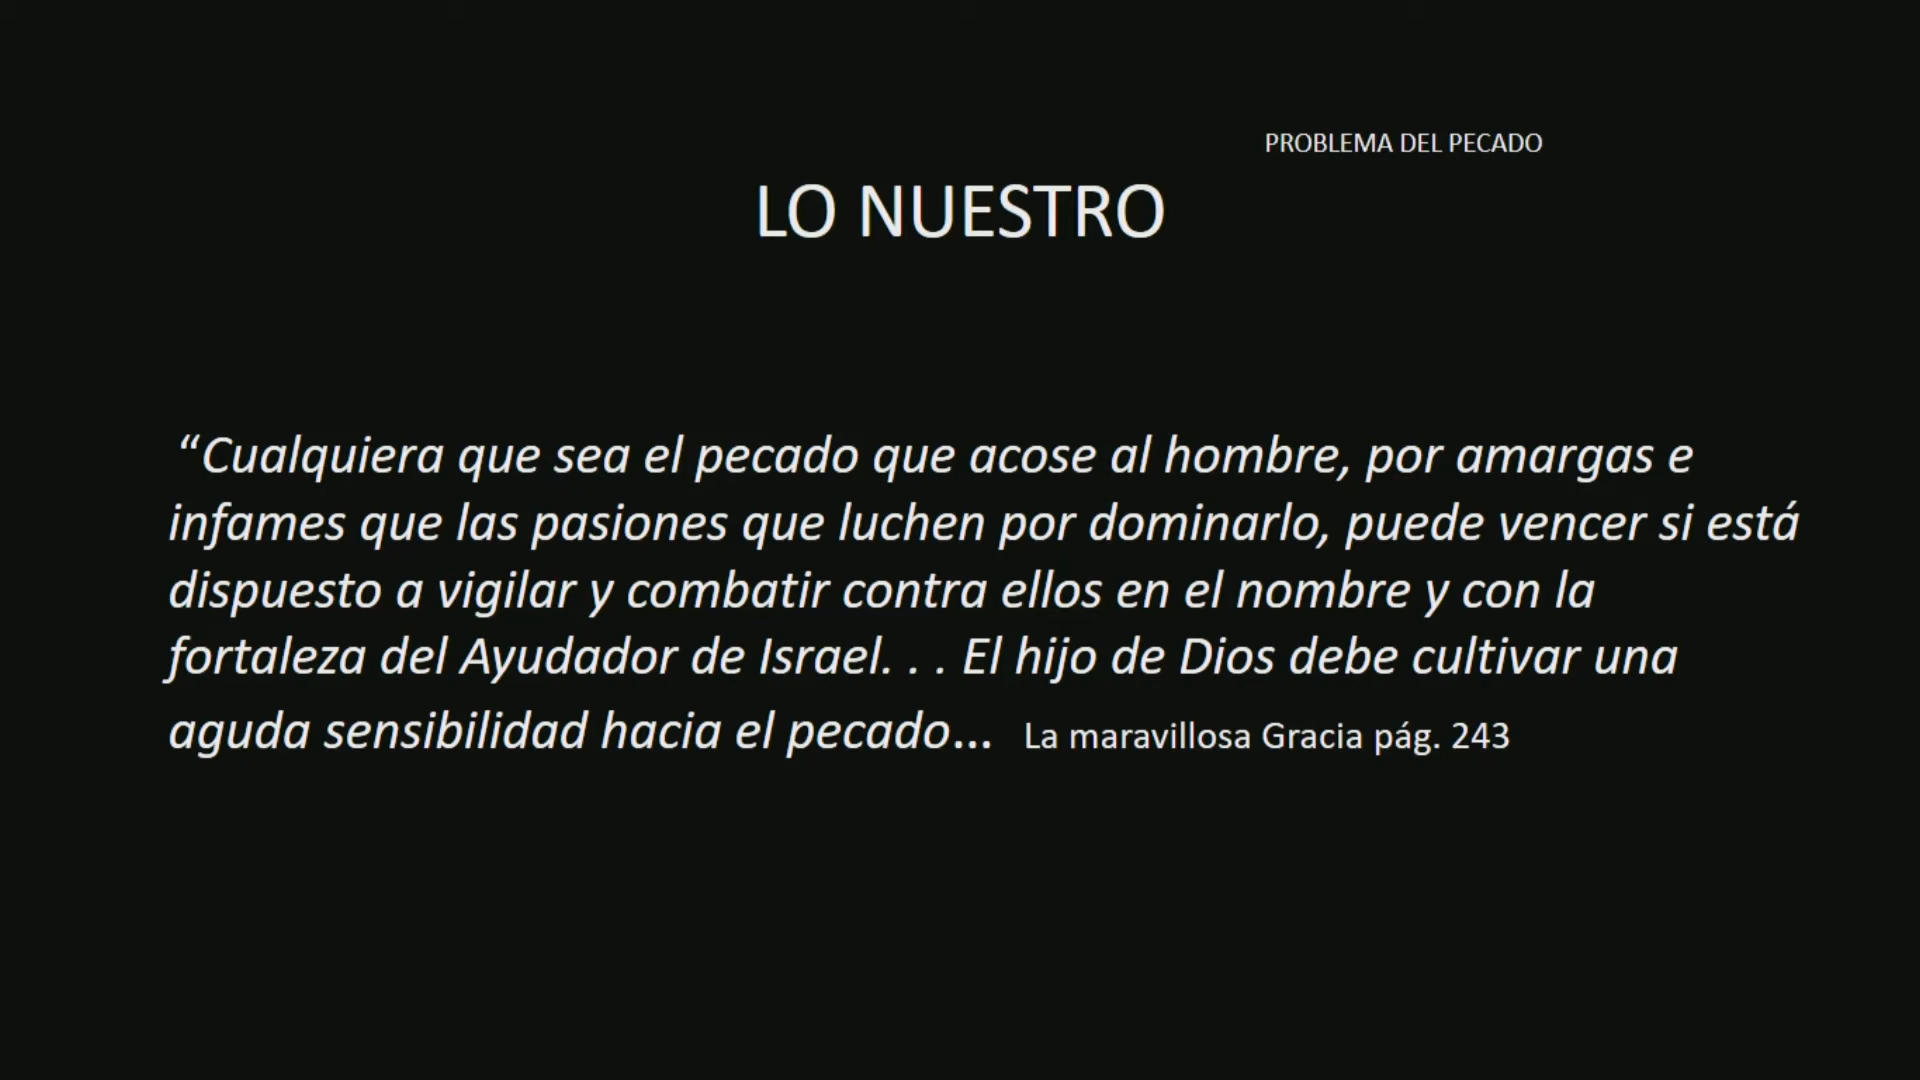 PROBLEMA DEL PECADO
LO NUESTRO
“Cualquiera que sea el pecado que acose al hombre, por amargas e
infames que las pasiones que luchen por dominarlo, puede vencer si está
dispuesto a vigilar y combatir contra ellos en el nombre y con la
fortaleza del Ayudador de Israel. . . El hijo de Dios debe cultivar una
aguda sensibilidad hacia el pecado... La maravillosa Gracia pág. 243